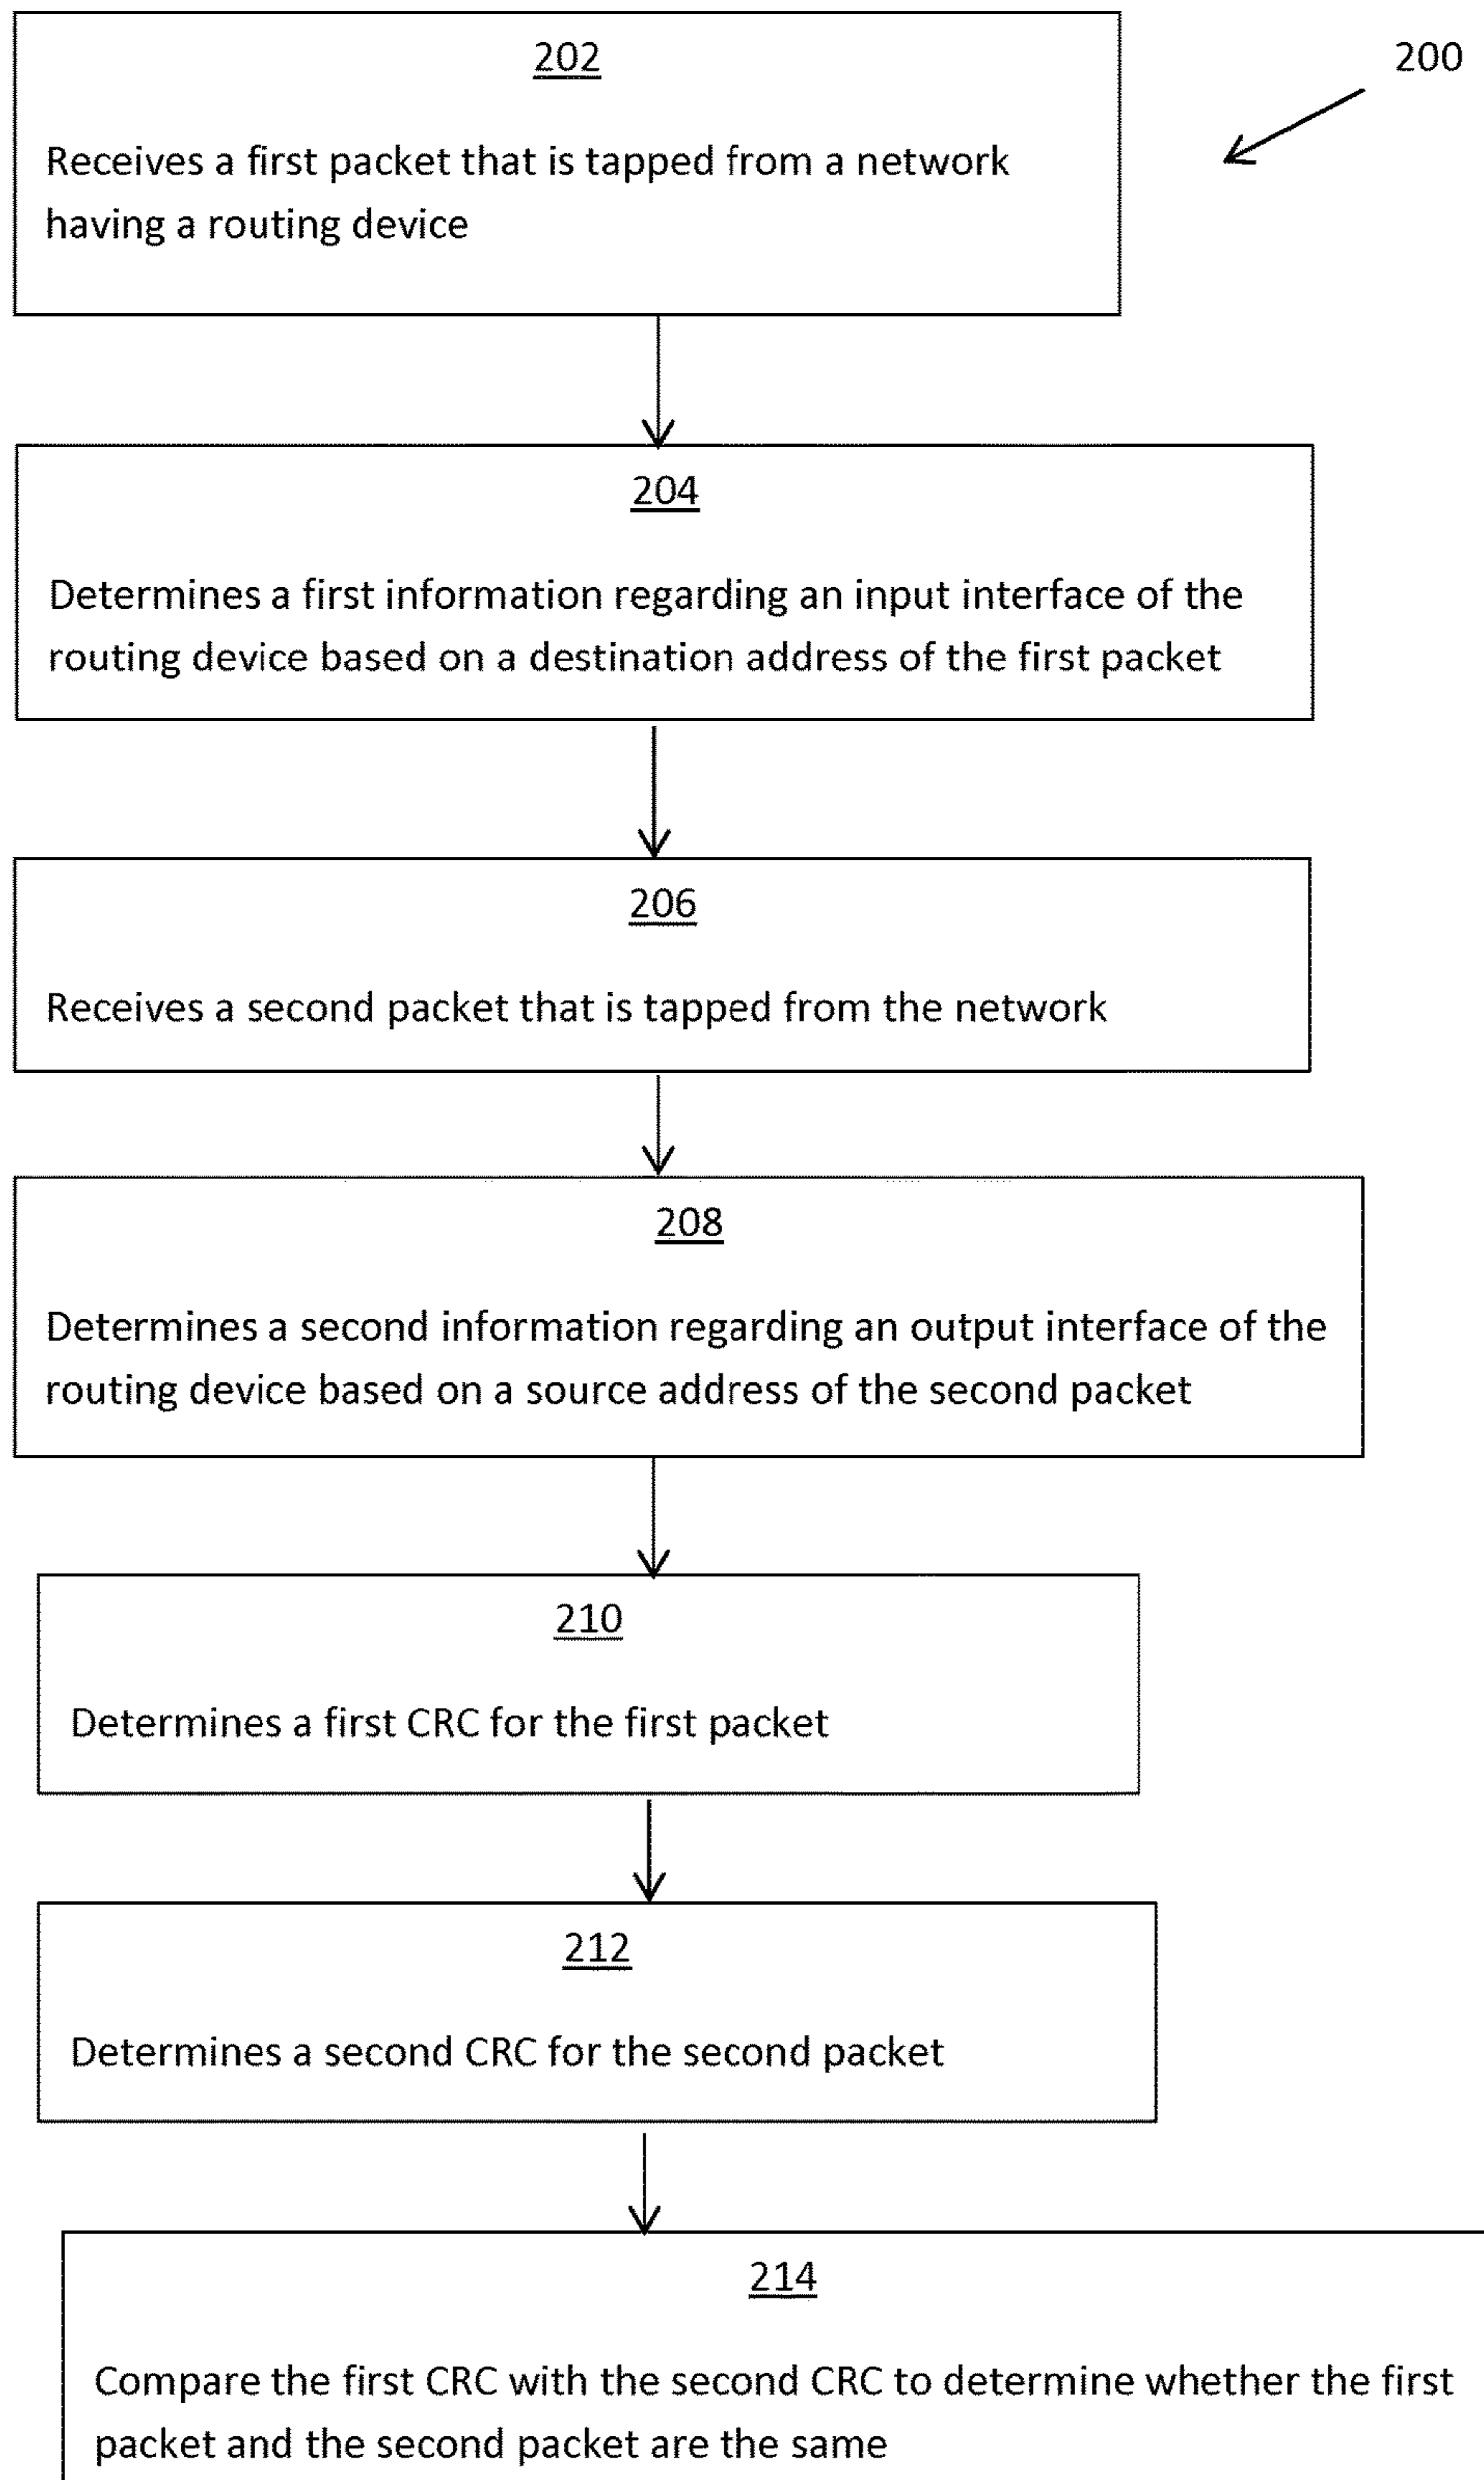 202
200
Receives a first packet that is tapped from a network
having a routing device
204
Determines a first information regarding an input interface of the
routing device based on a destination address of the first packet
206
Receives a second packet that is tapped from the network
208
Determines a second information regarding an output interface of the
routing device based on a source address of the second packet
210
Determines a first CRC for the first packet
212
Determines a second CRC for the second packet
214
Compare the first CRC with the second CRC to determine whether the first
packet and the second packet are the same